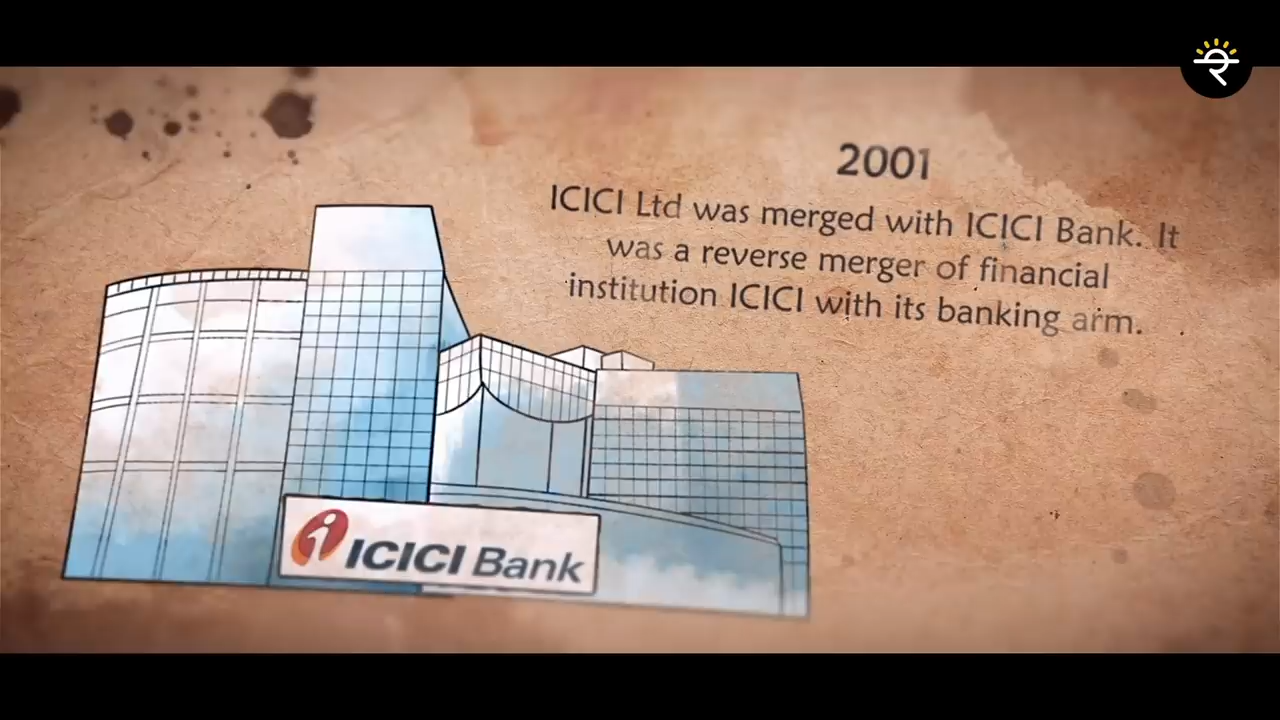 2001
ICICI Ltd was merged with ICICI Bank. It
was a reverse merger of financial
institution ICICI with its banking arm.
ICICI Bank